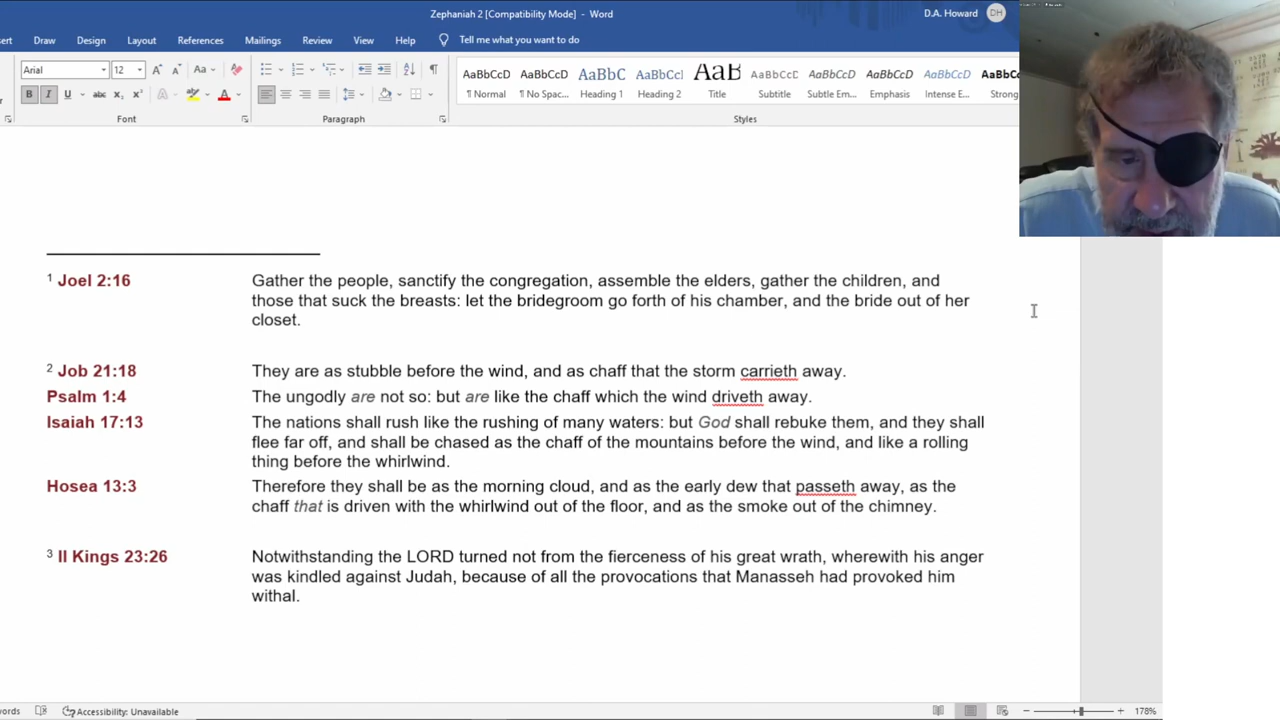 Zephaniah 2 [Compatibility Mode] - Word
D.A. Howard
DH
Draw Design Layout References Mailings Review View Help Tell me what you want to do
Arial 12 Aa
B I U abc X₂ X² A A
AaBbCcD AaBbCcD AaBbC AaBbCcI AaB AaBbCcD AaBbCcD AaBbCcD AaBbCcD
¶ Normal ¶ No Spac... Heading 1 Heading 2 Title Subtitle Subtle Em... Emphasis Intense E... Strong
Font Paragraph Styles
¹ Joel 2:16 Gather the people, sanctify the congregation, assemble the elders, gather the children, and
those that suck the breasts: let the bridegroom go forth of his chamber, and the bride out of her
closet.
² Job 21:18 They are as stubble before the wind, and as chaff that the storm carrieth away.
Psalm 1:4 The ungodly are not so: but are like the chaff which the wind driveth away.
Isaiah 17:13 The nations shall rush like the rushing of many waters: but God shall rebuke them, and they shall
flee far off, and shall be chased as the chaff of the mountains before the wind, and like a rolling
thing before the whirlwind.
Hosea 13:3 Therefore they shall be as the morning cloud, and as the early dew that passeth away, as the
chaff that is driven with the whirlwind out of the floor, and as the smoke out of the chimney.
³ II Kings 23:26 Notwithstanding the LORD turned not from the fierceness of his great wrath, wherewith his anger
was kindled against Judah, because of all the provocations that Manasseh had provoked him
withal.
Accessibility: Unavailable 178%